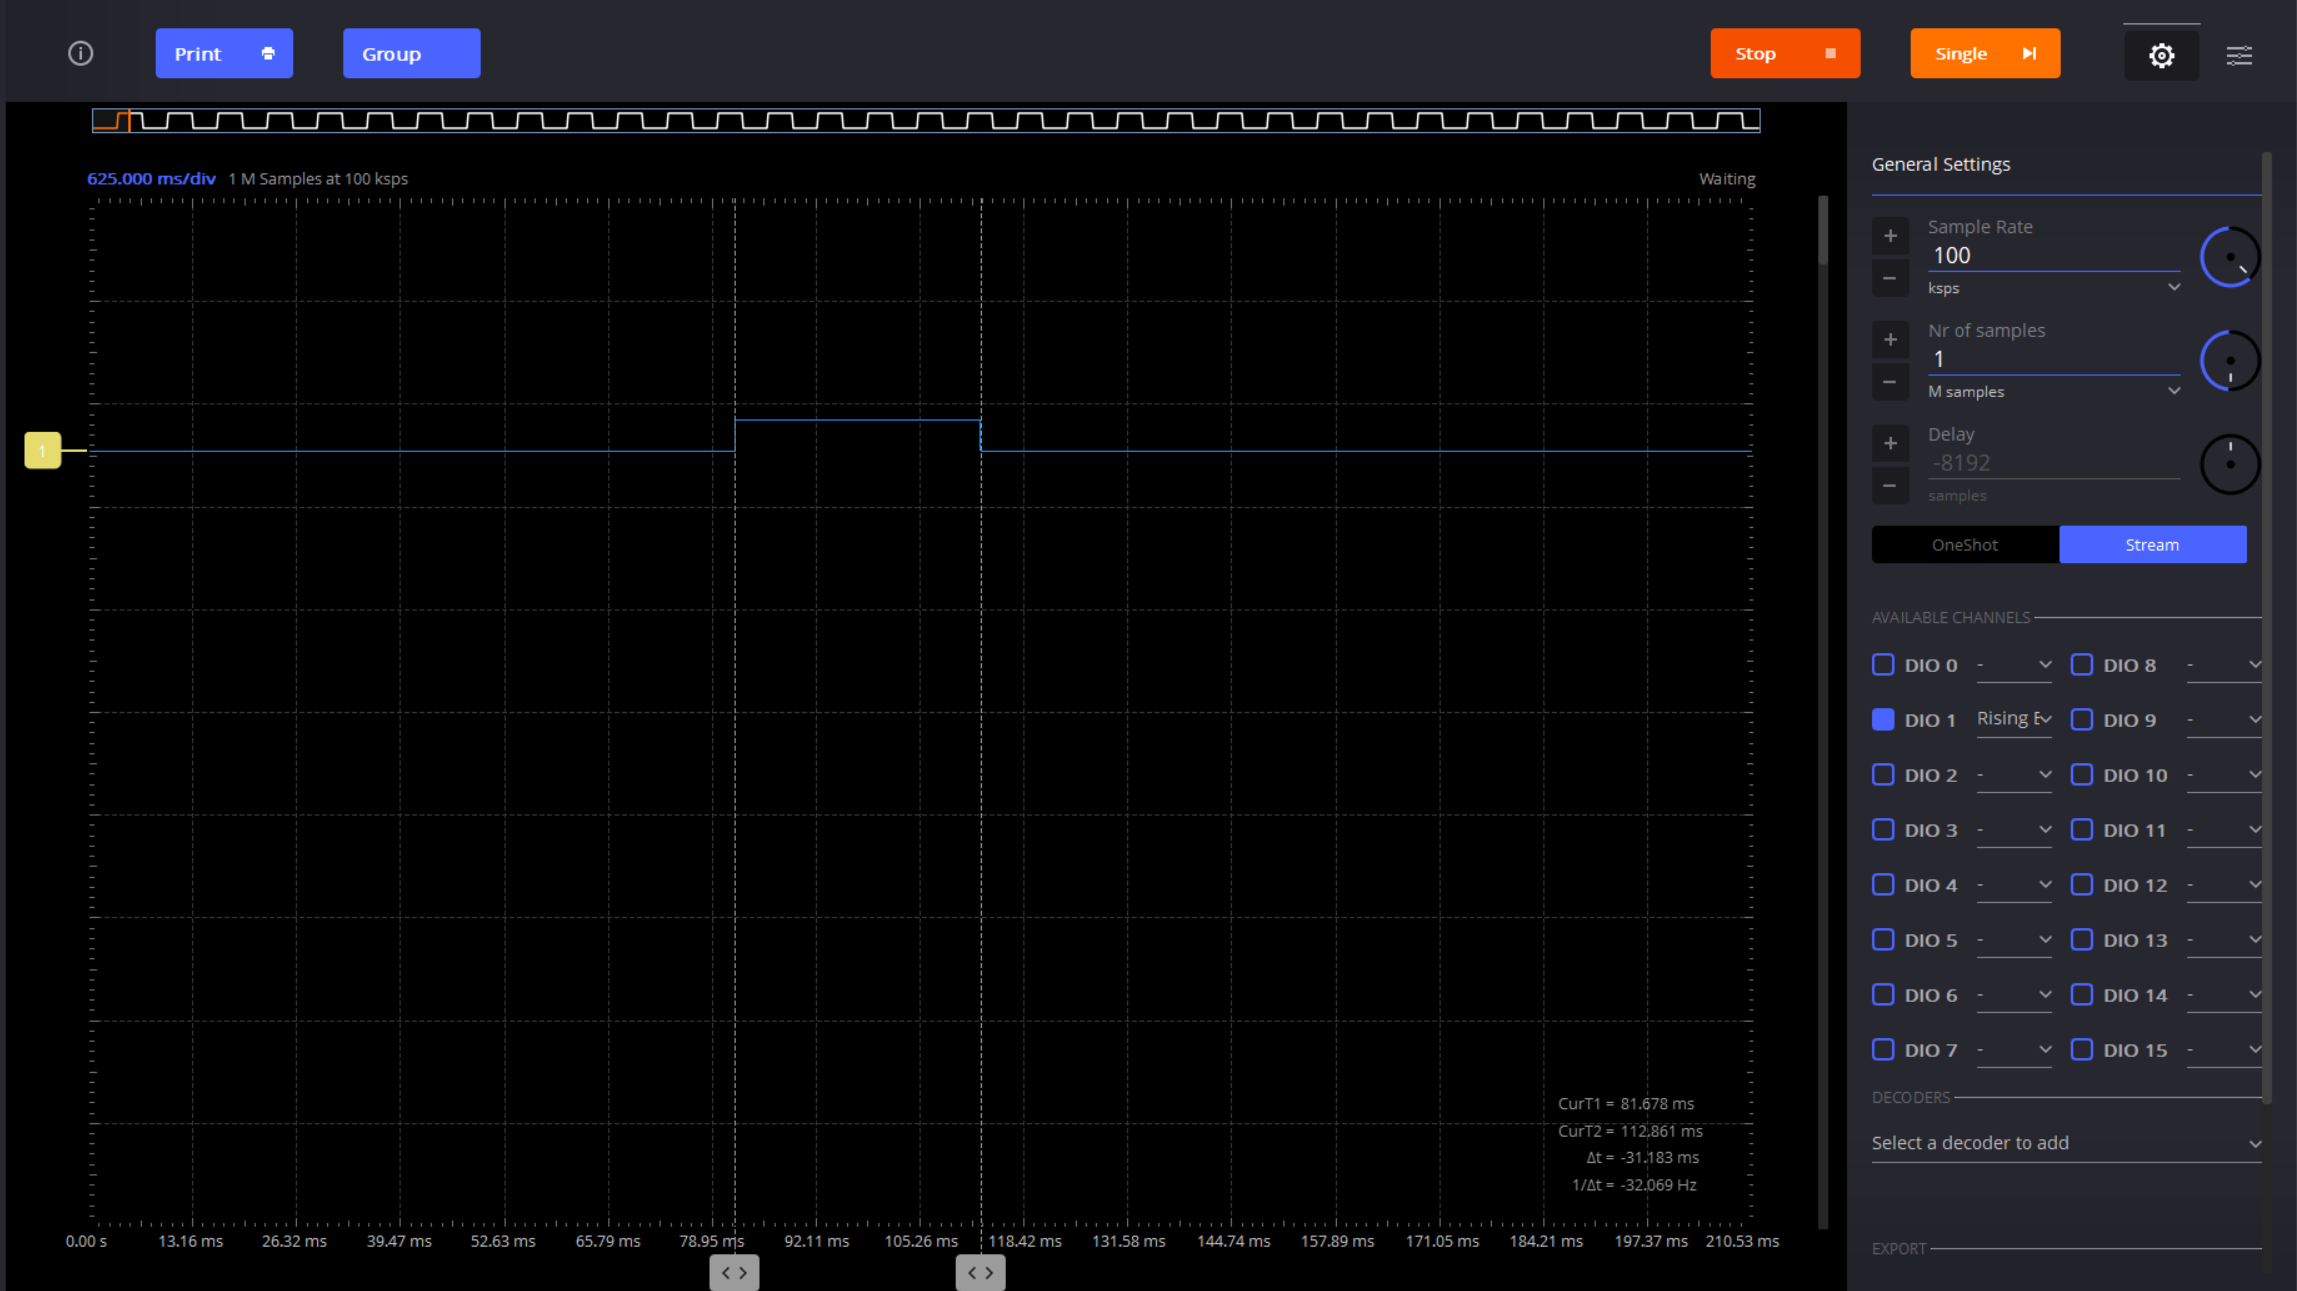 Print
Group
Stop
Single
625.000 ms/div 1 M Samples at 100 ksps
Waiting
1
0.00 s 13.16 ms 26.32 ms 39.47 ms 52.63 ms 65.79 ms 78.95 ms 92.11 ms 105.26 ms 118.42 ms 131.58 ms 144.74 ms 157.89 ms 171.05 ms 184.21 ms 197.37 ms 210.53 ms
CurT1 = 81.678 ms
CurT2 = 112.861 ms
Δt = -31.183 ms
1/Δt = -32.069 Hz
General Settings
+ Sample Rate
100
-
ksps
+ Nr of samples
1
-
M samples
+ Delay
-8192
-
samples
OneShot Stream
AVAILABLE CHANNELS
DIO 0 - DIO 8 -
DIO 1 Rising E DIO 9 -
DIO 2 - DIO 10 -
DIO 3 - DIO 11 -
DIO 4 - DIO 12 -
DIO 5 - DIO 13 -
DIO 6 - DIO 14 -
DIO 7 - DIO 15 -
DECODERS
Select a decoder to add
EXPORT